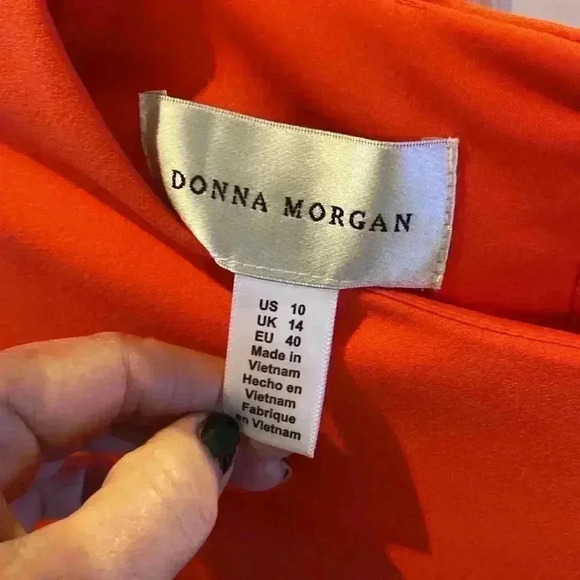 DONNA MORGAN
US 10
UK 14
EU 40
Made in
Vietnam
Hecho en
Vietnam
Fabrique
en Vietnam